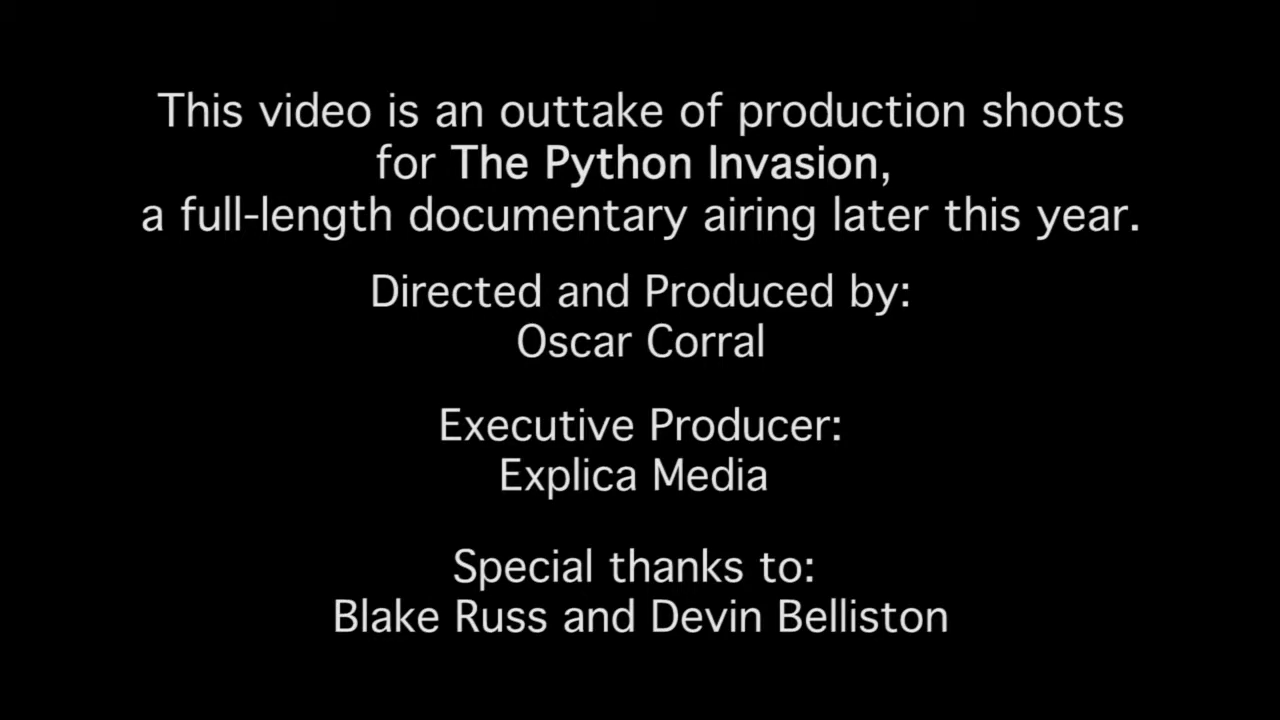 This video is an outtake of production shoots
for The Python Invasion,
a full-length documentary airing later this year.
Directed and Produced by:
Oscar Corral
Executive Producer:
Explica Media
Special thanks to:
Blake Russ and Devin Belliston